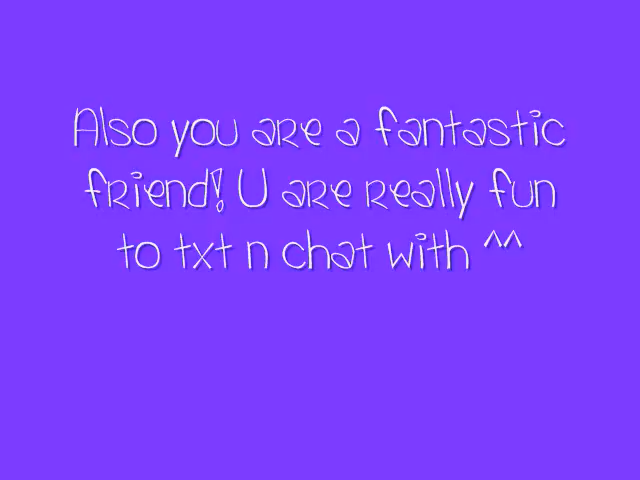 Also you are a fantastic
friend! U are really fun
to txt n chat with ^^